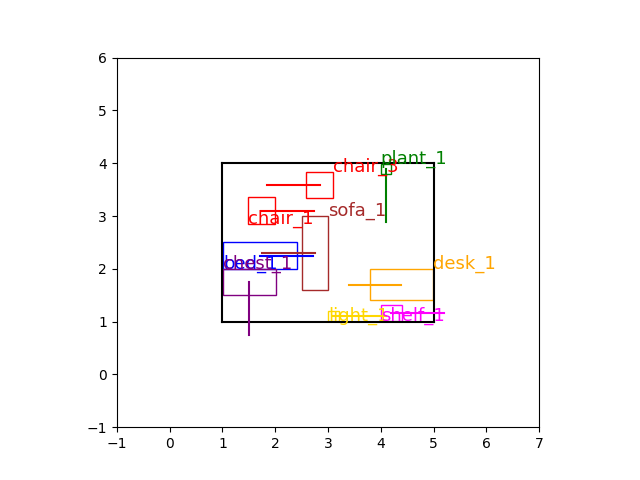 6
5
plant_1
4
chair_3
3
sofa_1
chair_1
2
desk_1
1
light_1
shelf_1
0
−1
−1 0 1 2 3 4 5 6 7